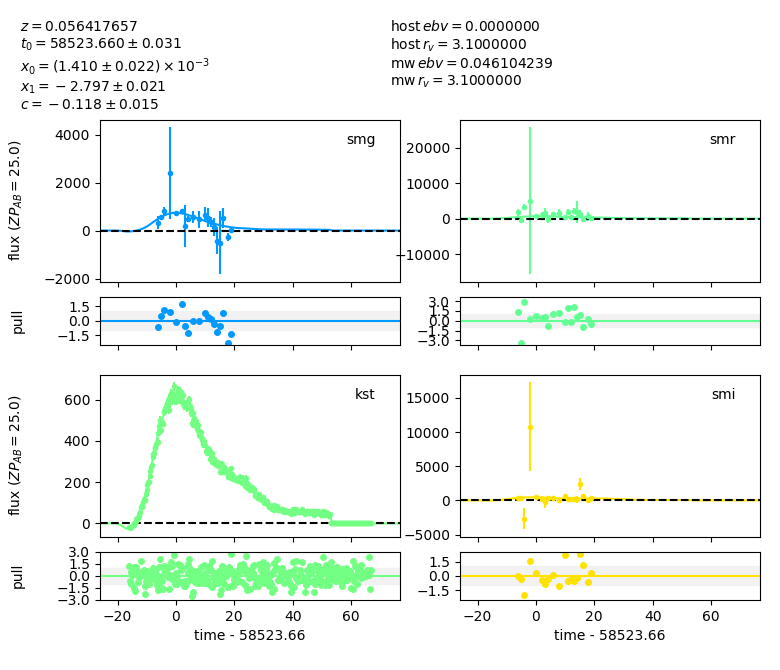 z = 0.056417657
t₀ = 58523.660 ± 0.031
x₀ = (1.410 ± 0.022) × 10⁻³
x₁ = −2.797 ± 0.021
c = −0.118 ± 0.015
host ebv = 0.0000000
host r_v = 3.1000000
mw ebv = 0.046104239
mw r_v = 3.1000000
smg
4000
2000
0
−2000
flux (ZP_AB = 25.0)
smr
20000
10000
0
−10000
1.5
0.0
−1.5
pull
3.0
1.5
0.0
−1.5
−3.0
kst
600
400
200
0
flux (ZP_AB = 25.0)
smi
15000
10000
5000
0
−5000
3.0
1.5
0.0
−1.5
−3.0
pull
−20 0 20 40 60
time - 58523.66
1.5
0.0
−1.5
−20 0 20 40 60
time - 58523.66